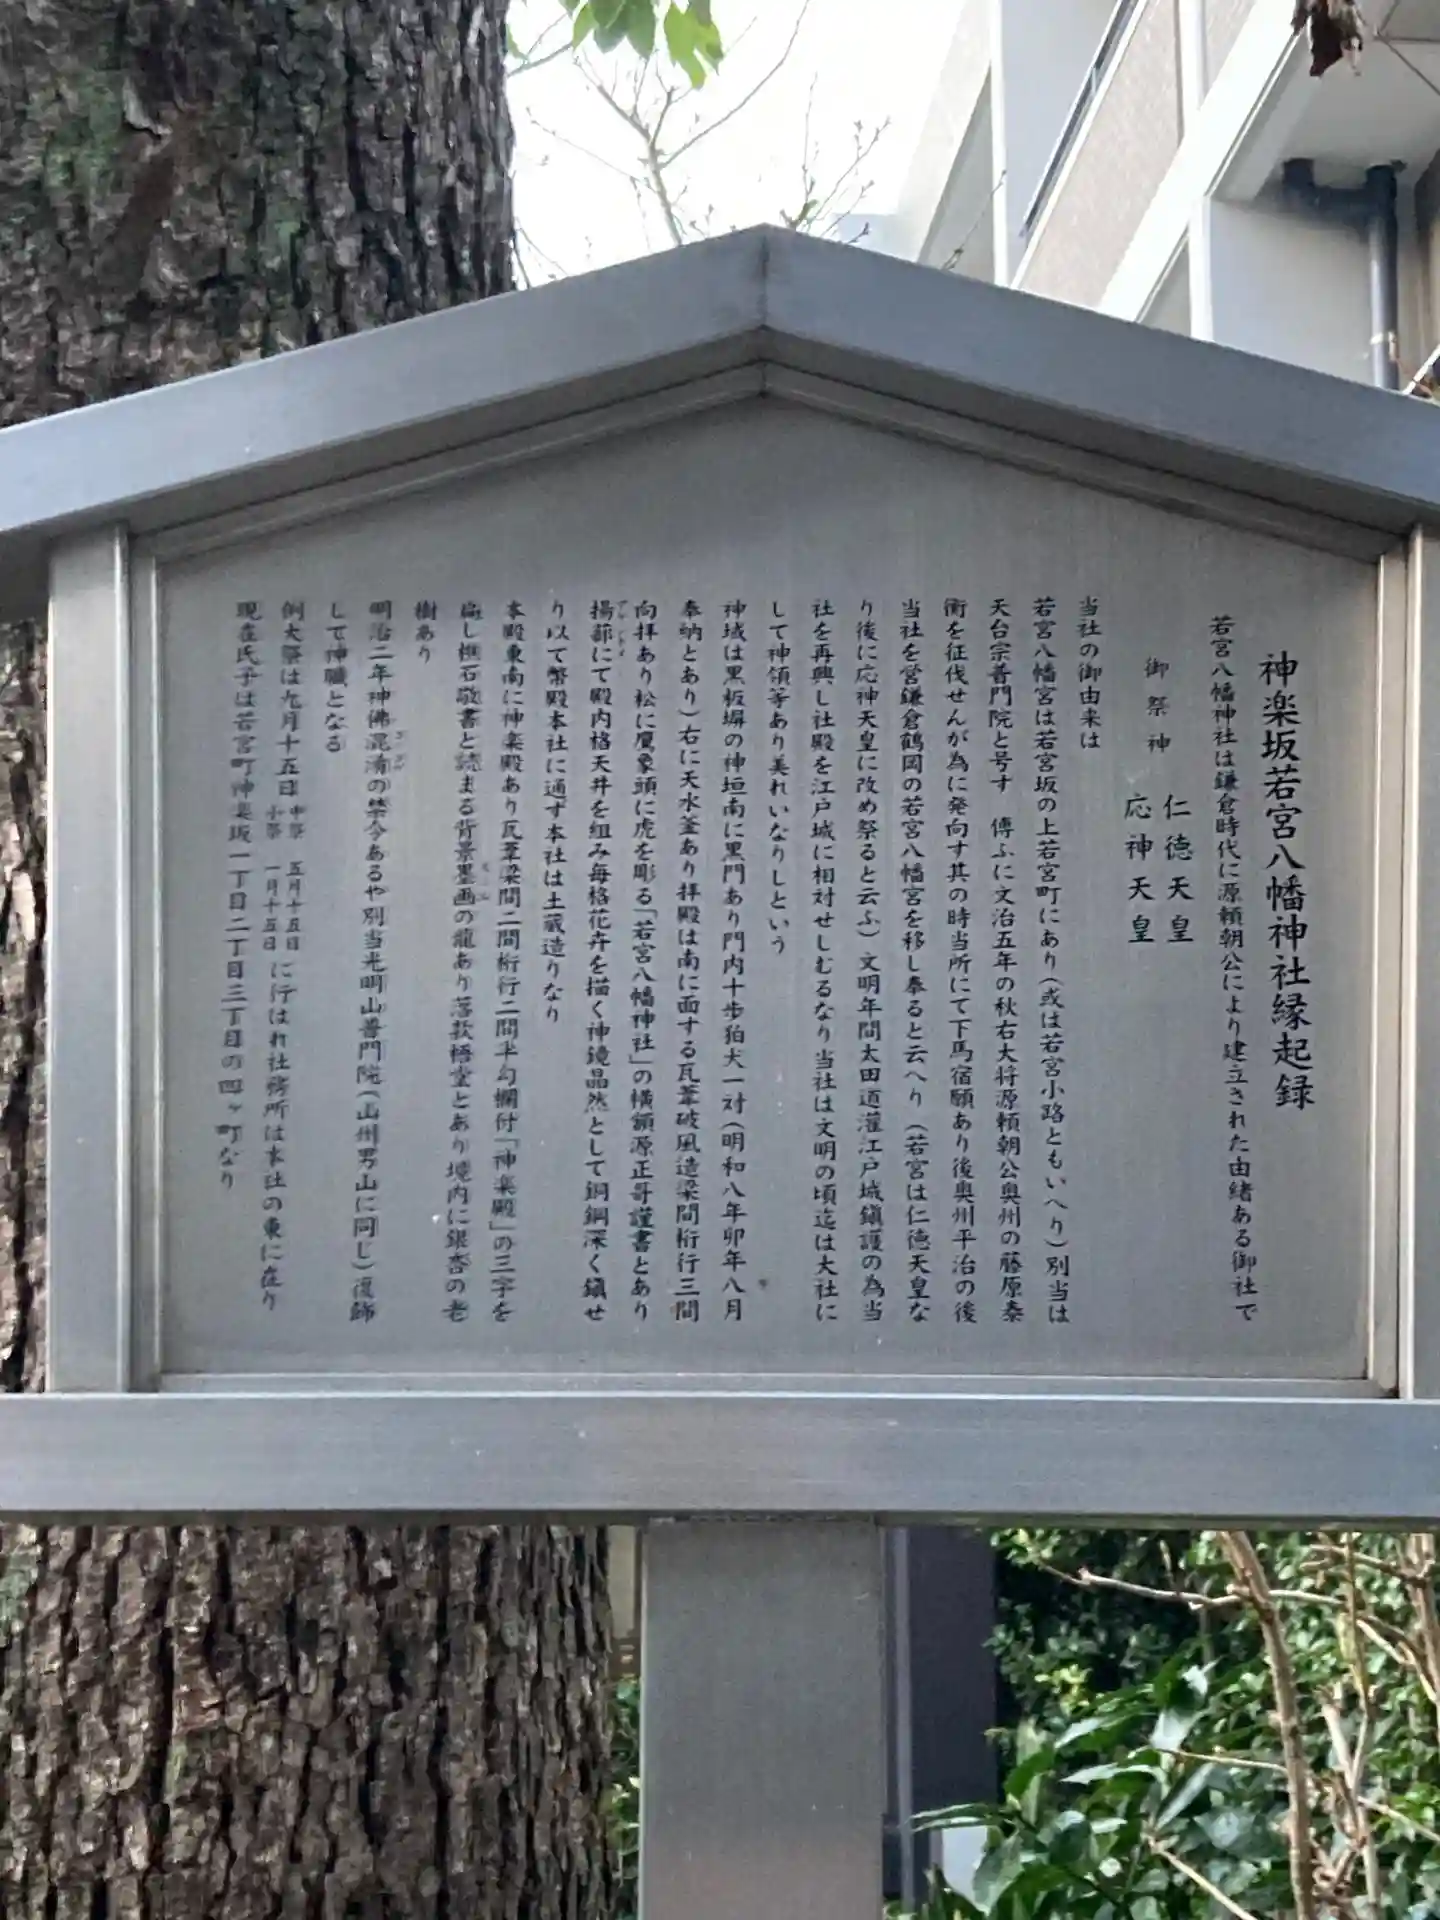 神楽坂若宮八幡神社縁起録
若宮八幡神社は鎌倉時代に源頼朝公により建立された由緒ある御社で
御祭神
仁徳天皇
応神天皇
当社の御由来は
若宮八幡宮は若宮坂の上若宮町にあり(或は若宮小路ともいへり)別当は
天台宗普門院と号す 傳ふに文治五年の秋右大将源頼朝公奥州の藤原泰
衡を征伐せんが為に発向す其の時当所にて下馬宿願あり後奥州平治の後
当社を営鎌倉鶴岡の若宮八幡宮を移し奉ると云へり(若宮は仁徳天皇な
り後に応神天皇に改め祭ると云ふ)文明年間太田道灌江戸城鎮護の為当
社を再興し社殿を江戸城に相対せしむるなり当社は文明の頃迄は大社に
して神領等あり美れいなりしという
神域は黒板塀の神垣南に黒門あり門内十歩狛犬一対(明和八年卯年八月
奉納とあり)右に天水釜あり拝殿は南に面する瓦葺破風造梁間桁行三間
向拝あり松に鷹象頭に虎を彫る「若宮八幡神社」の横額源正哥謹書とあり
揚蔀にて殿内格天井を組み毎格花卉を描く神鏡晶然として銅鋼深く鎮せ
り以て幣殿本社に通ず本社は土蔵造りなり
本殿東南に神楽殿あり瓦葺梁間二間桁行二間半勾欄付「神楽殿」の三字を
扁し樵石敬書と読まる背景墨画の龍あり落款悟堂とあり境内に銀杏の老
樹あり
明治二年神佛混淆の禁令あるや別当光明山普門院(山州男山に同じ)復飾
して神職となる
例大祭は九月十五日 中祭 五月十五日 小祭 一月十五日 に行はれ社務所は本社の東に在り
現在氏子は若宮町神楽坂一丁目二丁目三丁目の四ヶ町なり